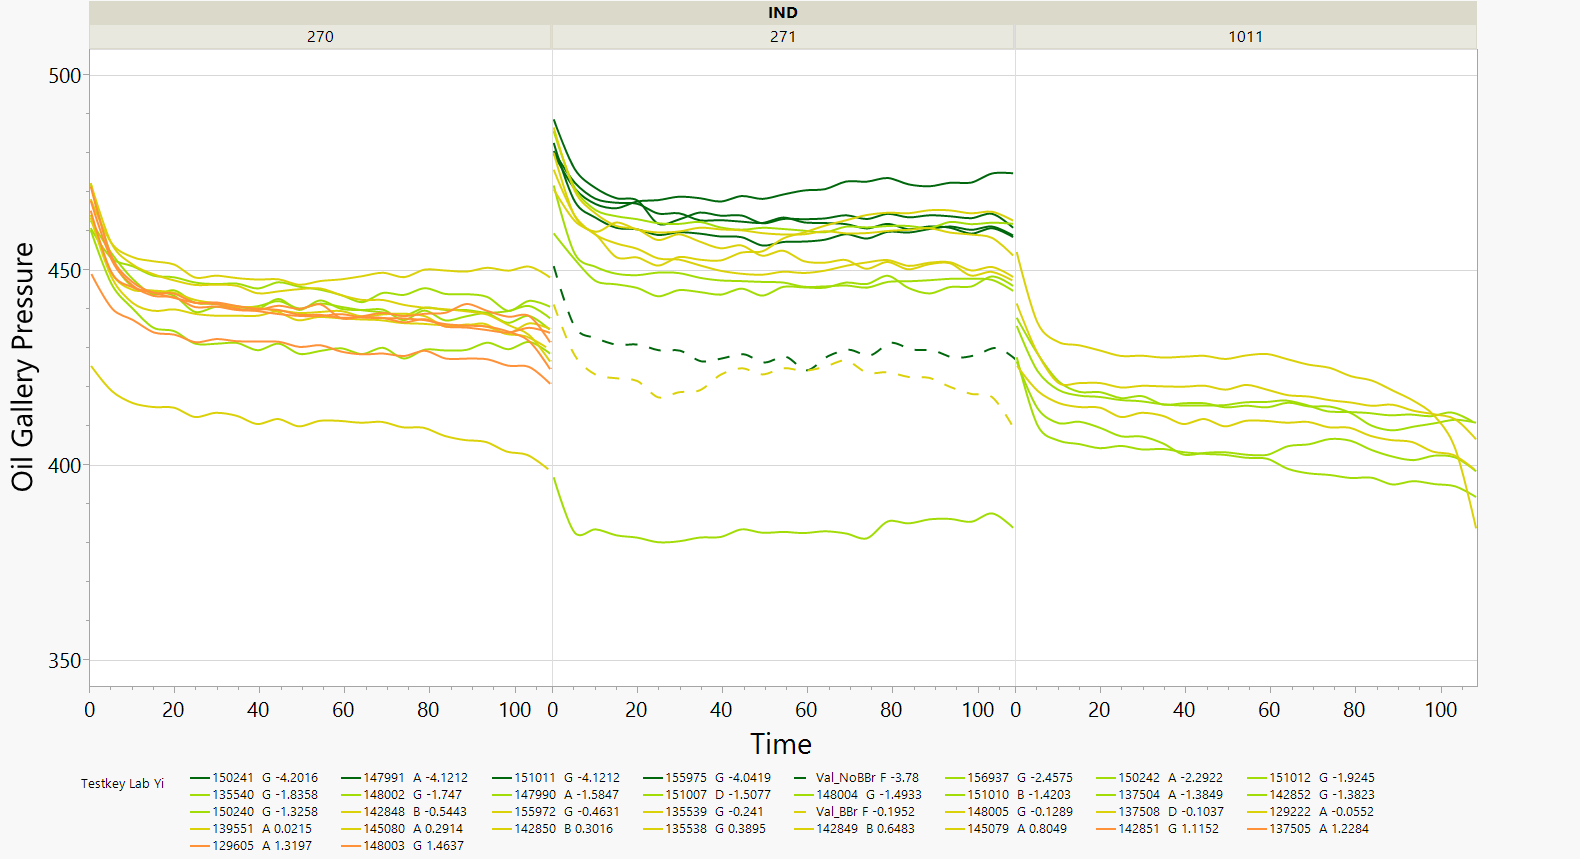 IND
270 271 1011
500
450
400
350
Oil Gallery Pressure
0 20 40 60 80 100 0 20 40 60 80 100 0 20 40 60 80 100
Time
Testkey Lab Yi
150241 G -4.2016 147991 A -4.1212 151011 G -4.1212 155975 G -4.0419 Val_NoBBr F -3.78 156937 G -2.4575 150242 A -2.2922 151012 G -1.9245
135540 G -1.8358 148002 G -1.747 147990 A -1.5847 151007 D -1.5077 148004 G -1.4933 151010 B -1.4203 137504 A -1.3849 142852 G -1.3823
150240 G -1.3258 142848 B -0.5443 155972 G -0.4631 135539 G -0.241 Val_BBr F -0.1952 148005 G -0.1289 137508 D -0.1037 129222 A -0.0552
139551 A 0.0215 145080 A 0.2914 142850 B 0.3016 135538 G 0.3895 142849 B 0.6483 145079 A 0.8049 142851 G 1.1152 137505 A 1.2284
129605 A 1.3197 148003 G 1.4637